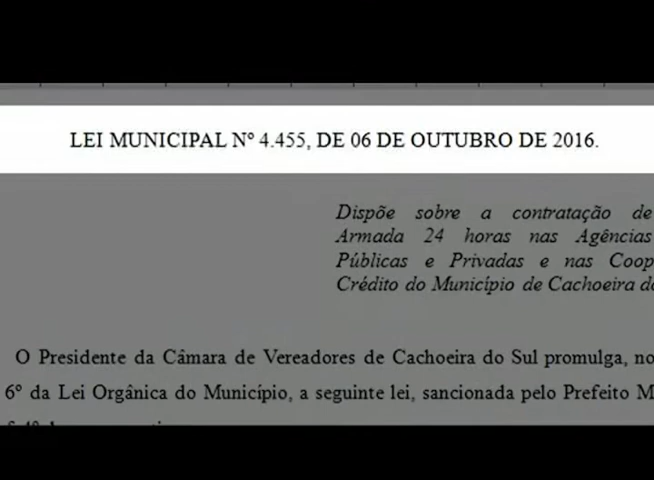 LEI MUNICIPAL Nº 4.455, DE 06 DE OUTUBRO DE 2016.
Dispõe sobre a contratação de
Armada 24 horas nas Agências
Públicas e Privadas e nas Coop
Crédito do Município de Cachoeira do
O Presidente da Câmara de Vereadores de Cachoeira do Sul promulga, no
6º da Lei Orgânica do Município, a seguinte lei, sancionada pelo Prefeito M